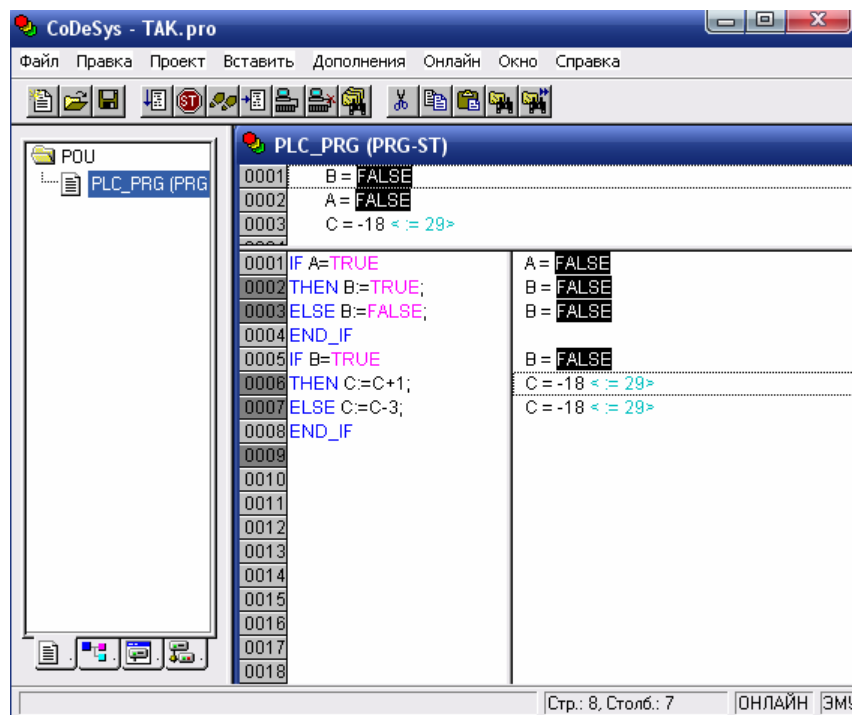 CoDeSys - TAK.pro
Файл Правка Проект Вставить Дополнения Онлайн Окно Справка
POU
PLC_PRG (PRG
PLC_PRG (PRG-ST)
0001 B = FALSE
0002 A = FALSE
0003 C = -18 < := 29>
0001 IF A=TRUE A = FALSE
0002 THEN B:=TRUE; B = FALSE
0003 ELSE B:=FALSE; B = FALSE
0004 END_IF
0005 IF B=TRUE B = FALSE
0006 THEN C:=C+1; C = -18 < := 29>
0007 ELSE C:=C-3; C = -18 < := 29>
0008 END_IF
0009
0010
0011
0012
0013
0014
0015
0016
0017
0018
Стр.: 8, Столб.: 7 ОНЛАЙН